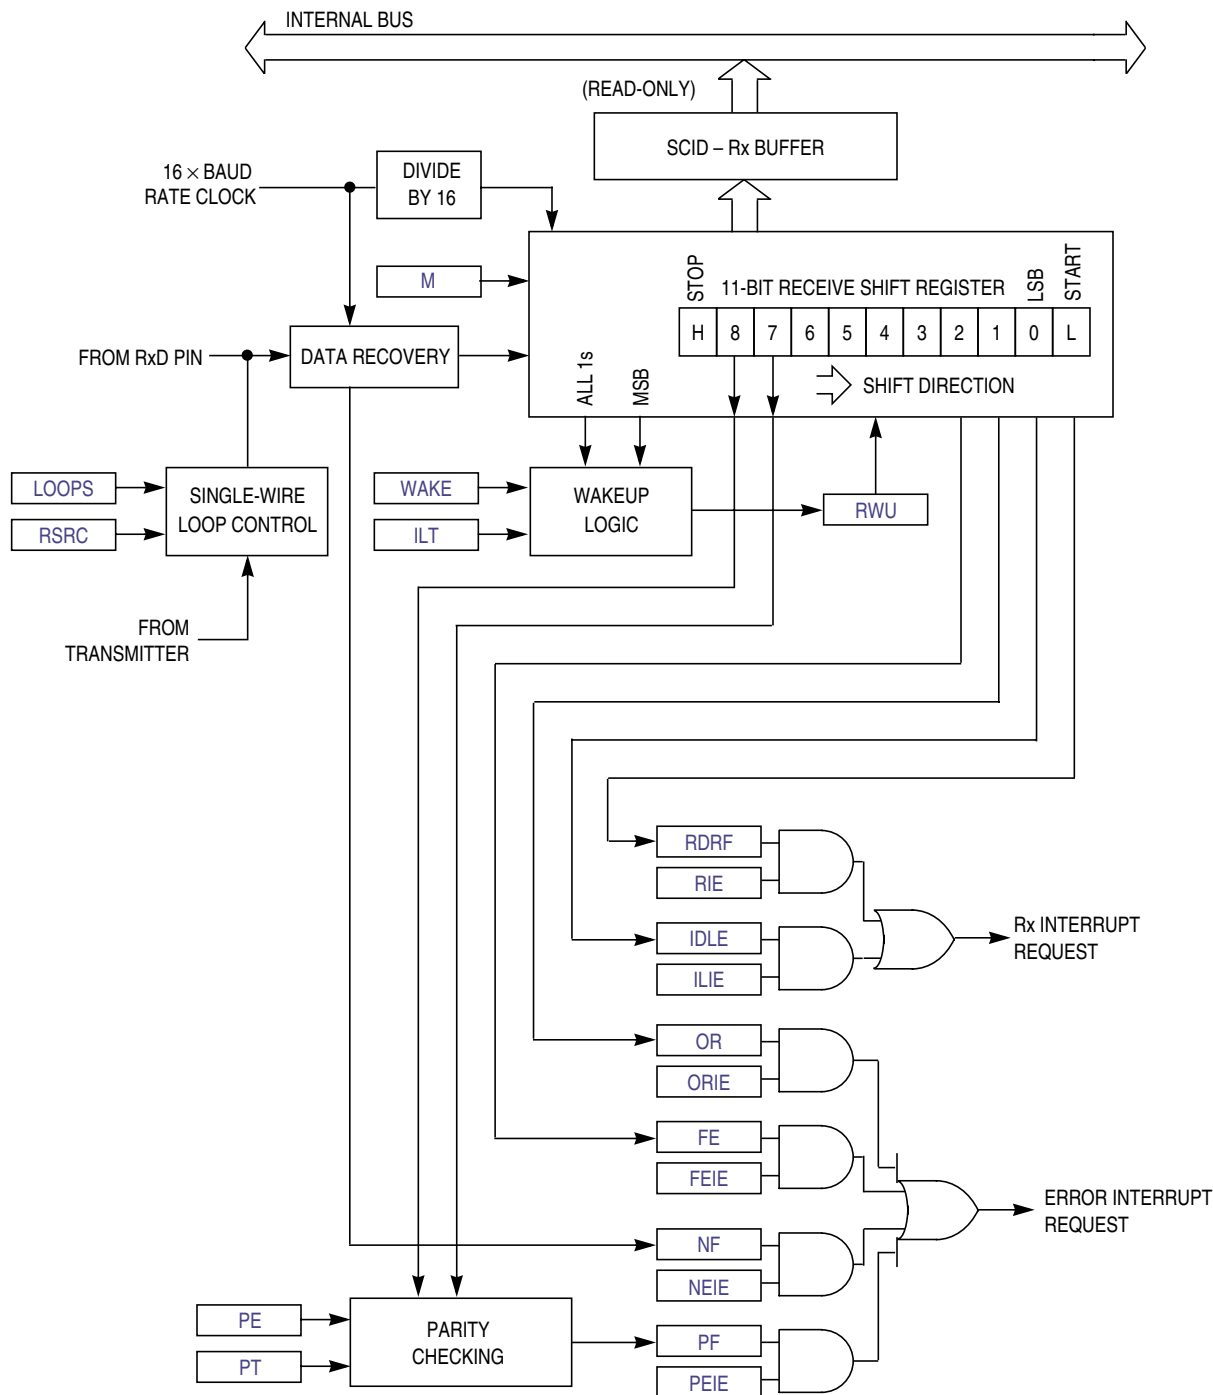 INTERNAL BUS
(READ-ONLY)
SCID – Rx BUFFER
16 × BAUD
RATE CLOCK
DIVIDE
BY 16
M
STOP
11-BIT RECEIVE SHIFT REGISTER
LSB
START
H 8 7 6 5 4 3 2 1 0 L
FROM RxD PIN
DATA RECOVERY
ALL 1s
MSB
SHIFT DIRECTION
LOOPS
RSRC
SINGLE-WIRE
LOOP CONTROL
WAKE
ILT
WAKEUP
LOGIC
RWU
FROM
TRANSMITTER
RDRF
RIE
IDLE
ILIE
Rx INTERRUPT
REQUEST
OR
ORIE
FE
FEIE
ERROR INTERRUPT
REQUEST
NF
NEIE
PE
PT
PARITY
CHECKING
PF
PEIE